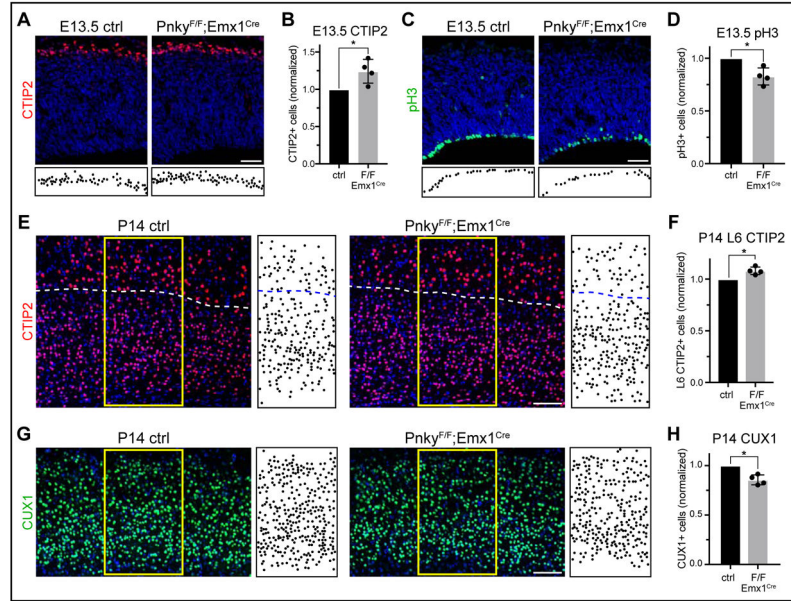 A
E13.5 ctrl
Pnky^F/F;Emx1^Cre
CTIP2
B
E13.5 CTIP2
CTIP2+ cells (normalized)
1.5
1.0
0.5
0.0
*
ctrl
F/F
Emx1^Cre
C
E13.5 ctrl
Pnky^F/F;Emx1^Cre
pH3
D
E13.5 pH3
pH3+ cells (normalized)
1.0
0.5
0.0
*
ctrl
F/F
Emx1^Cre
E
P14 ctrl
Pnky^F/F;Emx1^Cre
CTIP2
F
P14 L6 CTIP2
L6 CTIP2+ cells (normalized)
1.5
1.0
0.5
0.0
*
ctrl
F/F
Emx1^Cre
G
P14 ctrl
Pnky^F/F;Emx1^Cre
CUX1
H
P14 CUX1
CUX1+ cells (normalized)
1.0
0.5
0.0
*
ctrl
F/F
Emx1^Cre